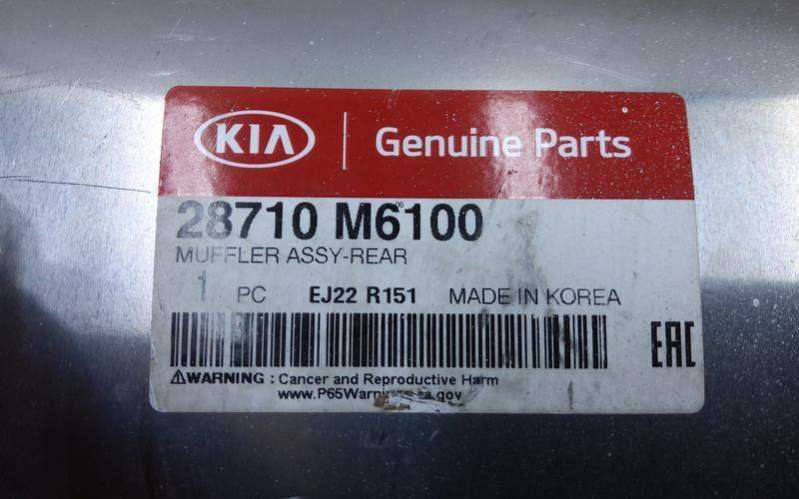 KIA Genuine Parts
28710 M6100
MUFFLER ASSY-REAR
1 PC EJ22 R151 MADE IN KOREA
EAC
⚠WARNING : Cancer and Reproductive Harm